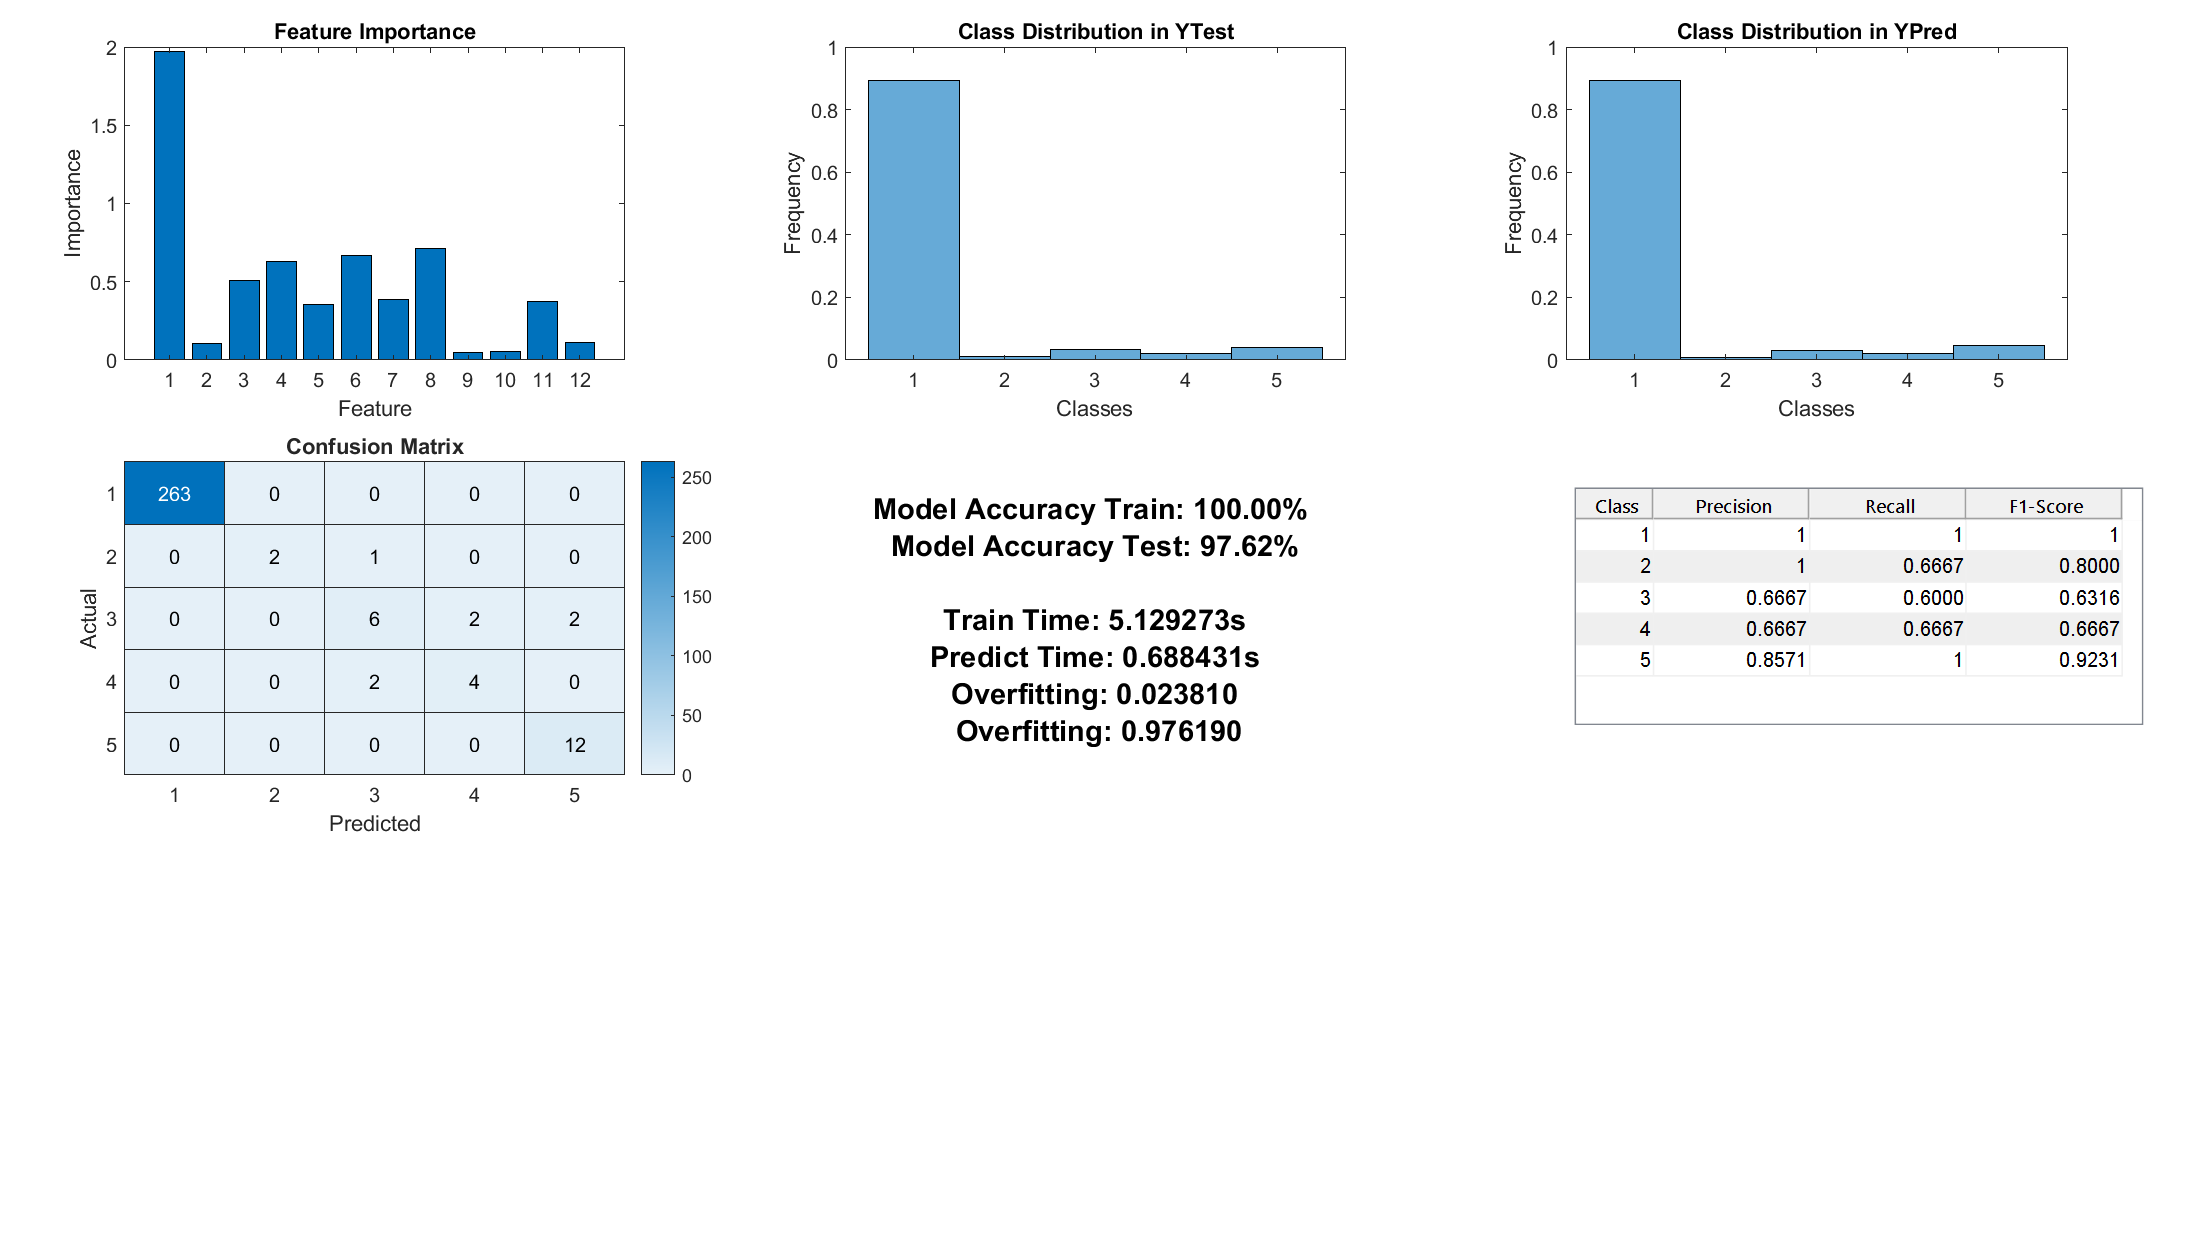 Feature Importance
2
1.5
1
0.5
0
Importance
1 2 3 4 5 6 7 8 9 10 11 12
Feature
Class Distribution in YTest
1
0.8
0.6
0.4
0.2
0
Frequency
1 2 3 4 5
Classes
Class Distribution in YPred
1
0.8
0.6
0.4
0.2
0
Frequency
1 2 3 4 5
Classes
Confusion Matrix
Actual
1 263 0 0 0 0
2 0 2 1 0 0
3 0 0 6 2 2
4 0 0 2 4 0
5 0 0 0 0 12
1 2 3 4 5
Predicted
250
200
150
100
50
0
Model Accuracy Train: 100.00%
Model Accuracy Test: 97.62%
Train Time: 5.129273s
Predict Time: 0.688431s
Overfitting: 0.023810
Overfitting: 0.976190
Class Precision Recall F1-Score
1 1 1 1
2 1 0.6667 0.8000
3 0.6667 0.6000 0.6316
4 0.6667 0.6667 0.6667
5 0.8571 1 0.9231